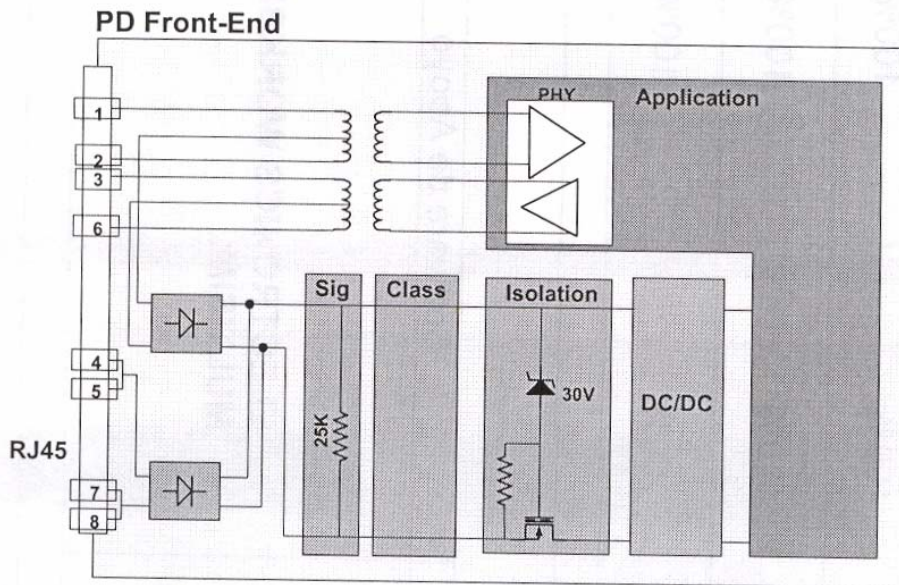 PD Front-End
PHY
Application
1
2
3
6
Sig
Class
Isolation
4
5
30V
DC/DC
25K
RJ45
7
8